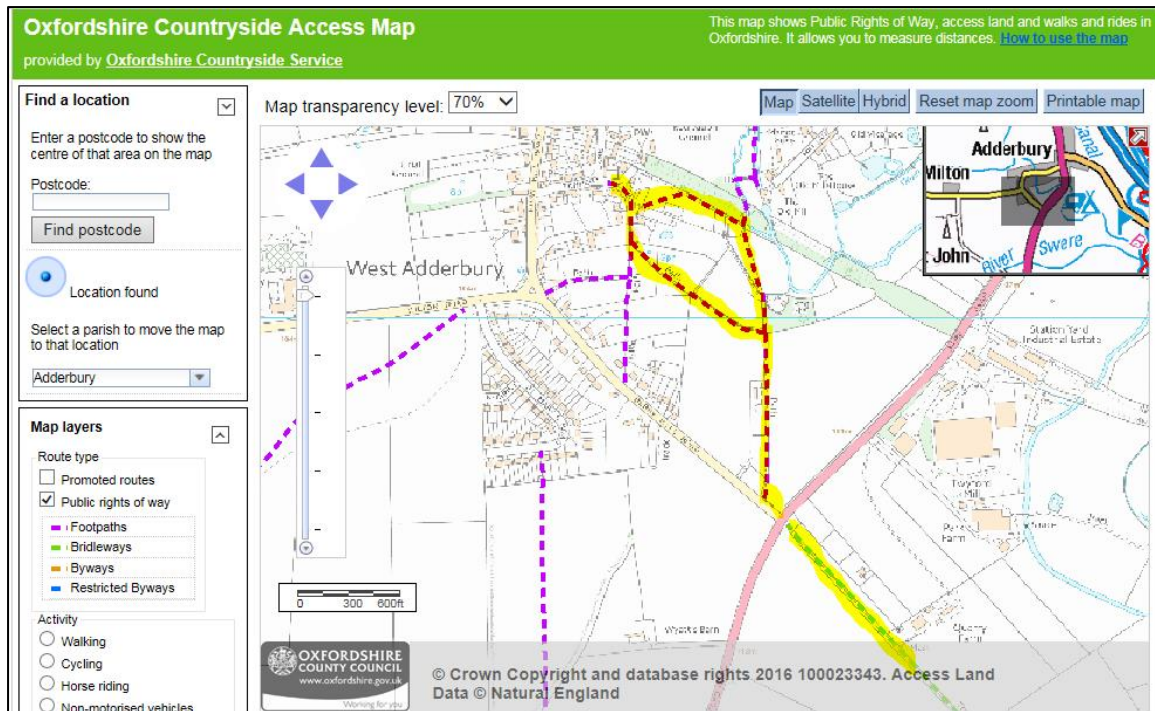 Oxfordshire Countryside Access Map
provided by Oxfordshire Countryside Service
This map shows Public Rights of Way, access land and walks and rides in
Oxfordshire. It allows you to measure distances. How to use the map
Find a location
Enter a postcode to show the
centre of that area on the map
Postcode:
Find postcode
Location found
Select a parish to move the map
to that location
Adderbury
Map layers
Route type
Promoted routes
Public rights of way
Footpaths
Bridleways
Byways
Restricted Byways
Activity
Walking
Cycling
Horse riding
Non-motorised vehicles
Map transparency level: 70%
Map Satellite Hybrid Reset map zoom Printable map
West Adderbury
Station Yard
Industrial Estate
Twyford
Mill
Farm
Wyatts Barn
Farm
Track
Adderbury
Milton
Canal
John
River Swere
0 300 600ft
OXFORDSHIRE
COUNTY COUNCIL
www.oxfordshire.gov.uk
Working for you
© Crown Copyright and database rights 2016 100023343. Access Land
Data © Natural England